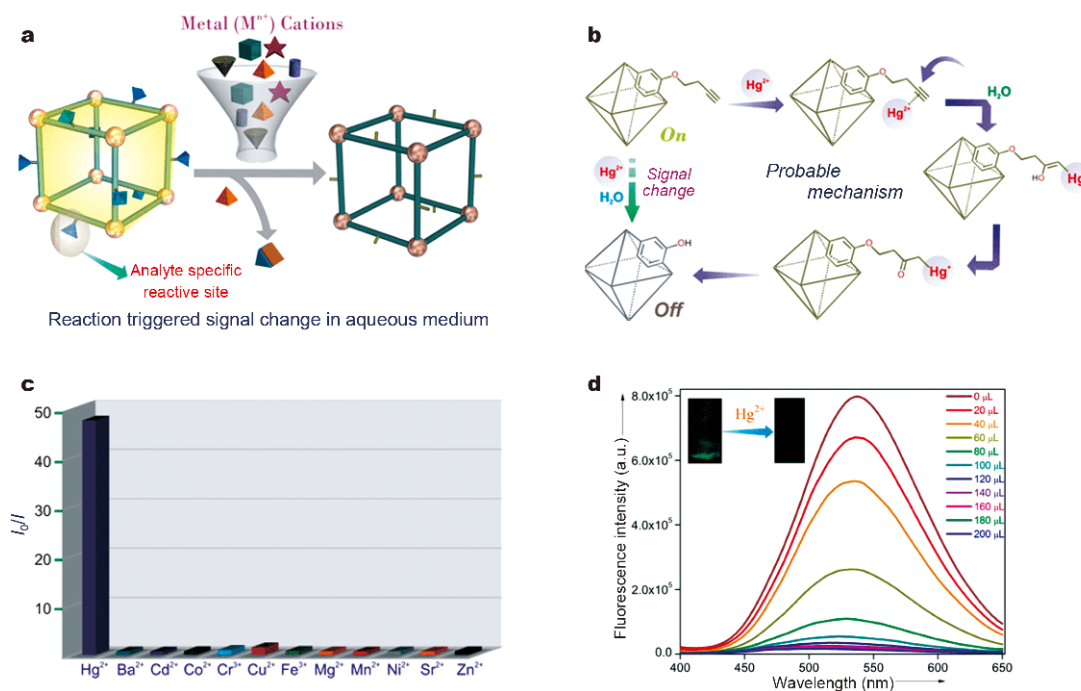 a
Metal (Mⁿ⁺) Cations
Analyte specific
reactive site
Reaction triggered signal change in aqueous medium
b
O
Hg²⁺
On
O
Hg²⁺
H₂O
Hg²⁺
Signal
change
H₂O
Probable
mechanism
O
HO
Hg
OH
Off
O
O
Hg⁺
c
50
40
30
20
10
I₀/I
Hg²⁺ Ba²⁺ Cd²⁺ Co²⁺ Cr³⁺ Cu²⁺ Fe³⁺ Mg²⁺ Mn²⁺ Ni²⁺ Sr²⁺ Zn²⁺
d
Fluorescence intensity (a.u.)
8.0x10⁵
6.0x10⁵
4.0x10⁵
2.0x10⁵
0.0
Hg²⁺
0 μL
20 μL
40 μL
60 μL
80 μL
100 μL
120 μL
140 μL
160 μL
180 μL
200 μL
400 450 500 550 600 650
Wavelength (nm)